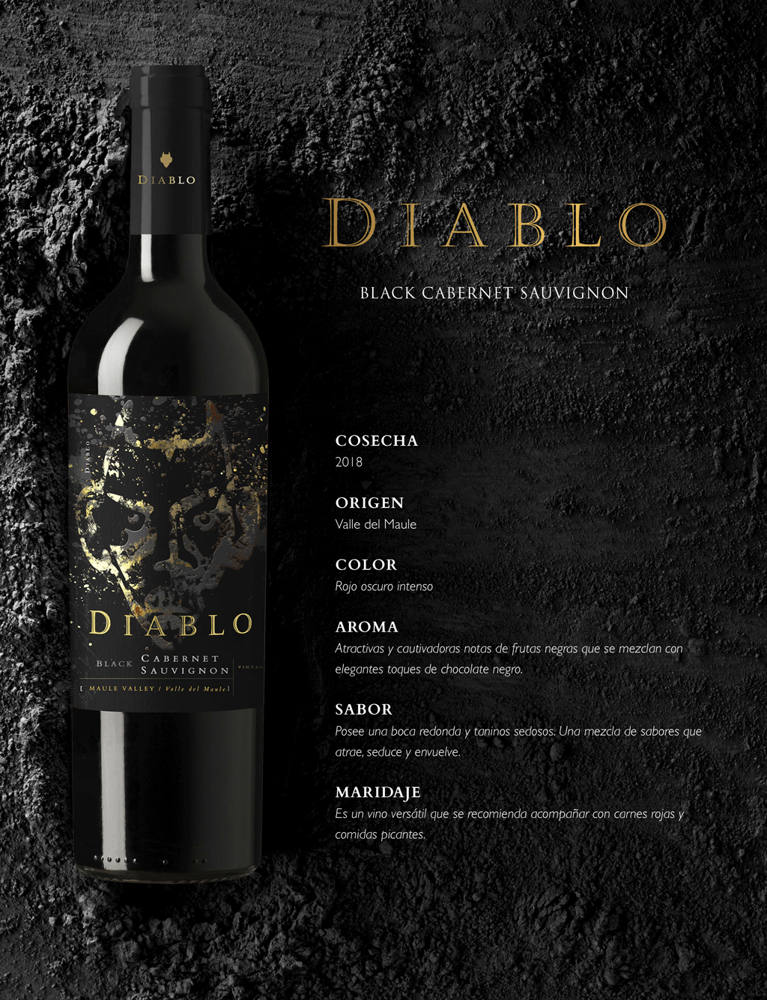 DIABLO
DIABLO
BLACK CABERNET SAUVIGNON
COSECHA
2018
ORIGEN
Valle del Maule
COLOR
Rojo oscuro intenso
AROMA
Atractivas y cautivadoras notas de frutas negras que se mezclan con
elegantes toques de chocolate negro.
SABOR
Posee una boca redonda y taninos sedosos. Una mezcla de sabores que
atrae, seduce y envuelve.
MARIDAJE
Es un vino versátil que se recomienda acompañar con carnes rojas y
comidas picantes.
DIABLO
DIABLO
BLACK CABERNET
SAUVIGNON
[ MAULE VALLEY / Valle del Maule ]